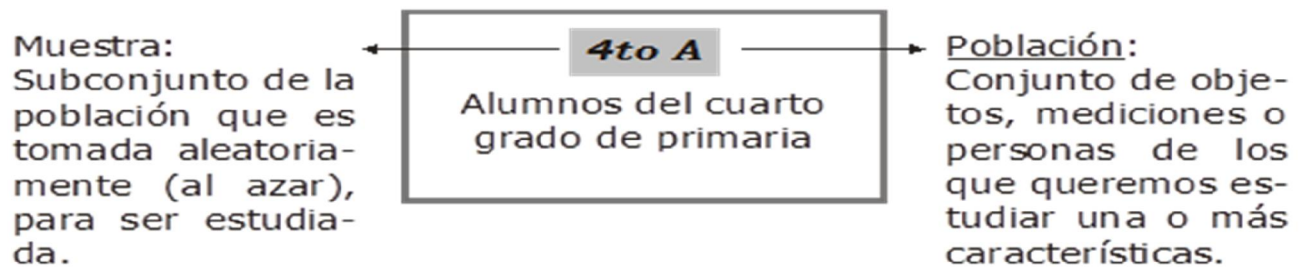 Muestra:
Subconjunto de la
población que es
tomada aleatoria-
mente (al azar),
para ser estudia-
da.
4to A
Alumnos del cuarto
grado de primaria
Población:
Conjunto de obje-
tos, mediciones o
personas de los
que queremos es-
tudiar una o más
características.